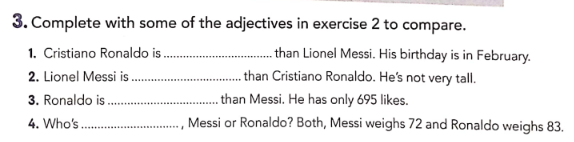 3. Complete with some of the adjectives in exercise 2 to compare.
1. Cristiano Ronaldo is ................................ than Lionel Messi. His birthday is in February.
2. Lionel Messi is ................................ than Cristiano Ronaldo. He's not very tall.
3. Ronaldo is ................................ than Messi. He has only 695 likes.
4. Who's ............................ , Messi or Ronaldo? Both, Messi weighs 72 and Ronaldo weighs 83.